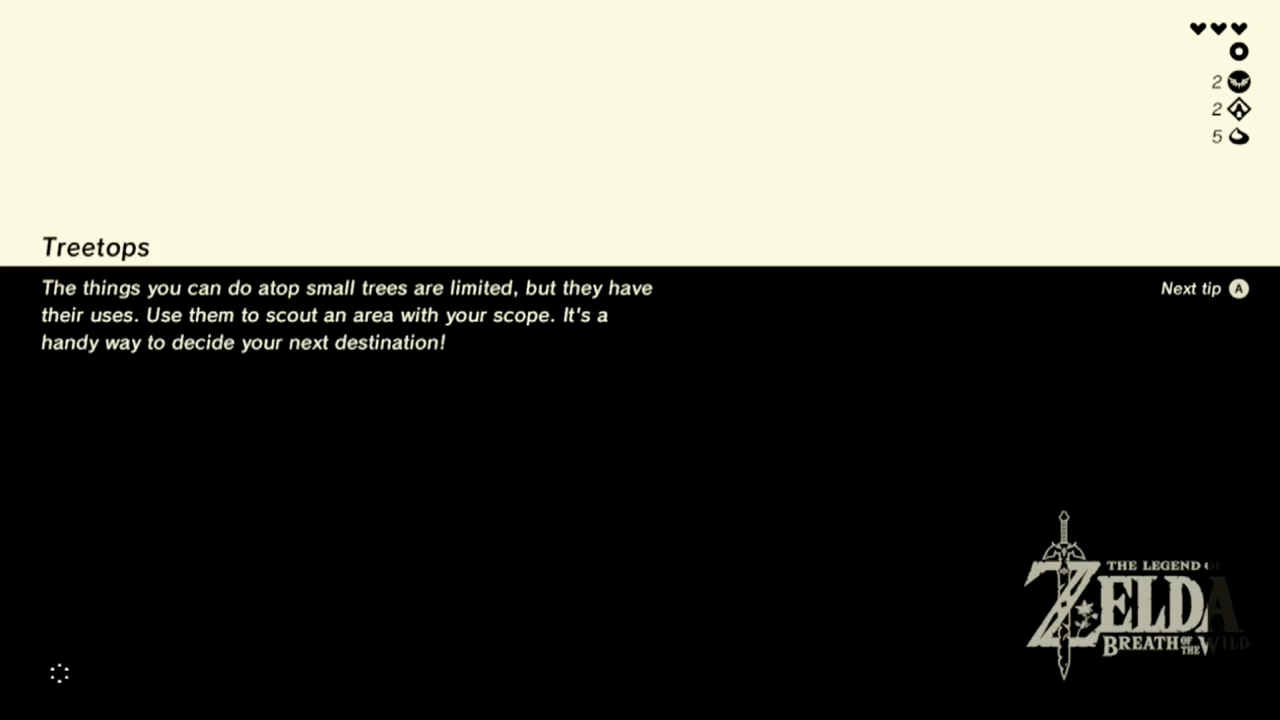 2
2
5
Treetops
The things you can do atop small trees are limited, but they have
their uses. Use them to scout an area with your scope. It's a
handy way to decide your next destination!
Next tip A
THE LEGEND OF
ZELDA
BREATH OF THE WILD